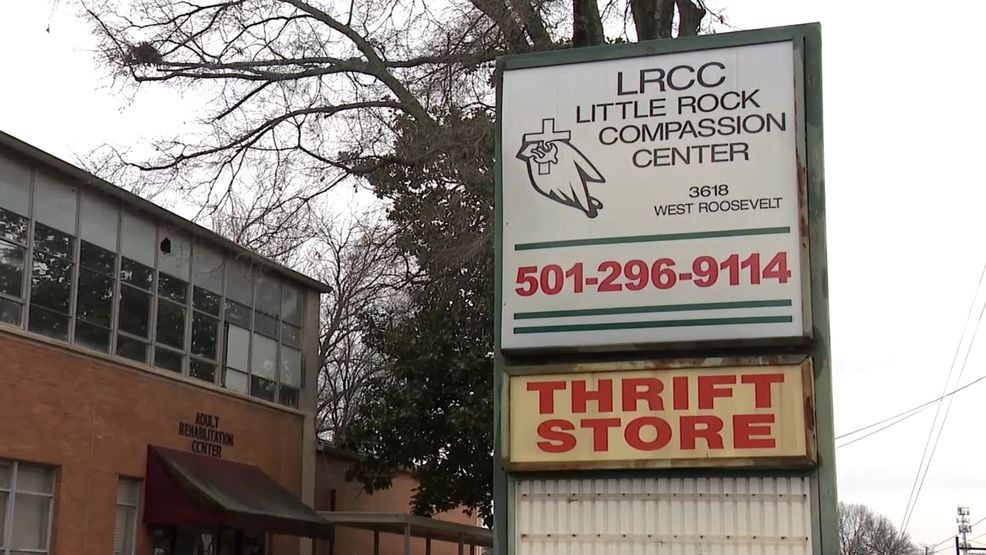 LRCC
LITTLE ROCK
COMPASSION
CENTER
3618
WEST ROOSEVELT
501-296-9114
THRIFT
STORE
ADULT
REHABILITATION
CENTER